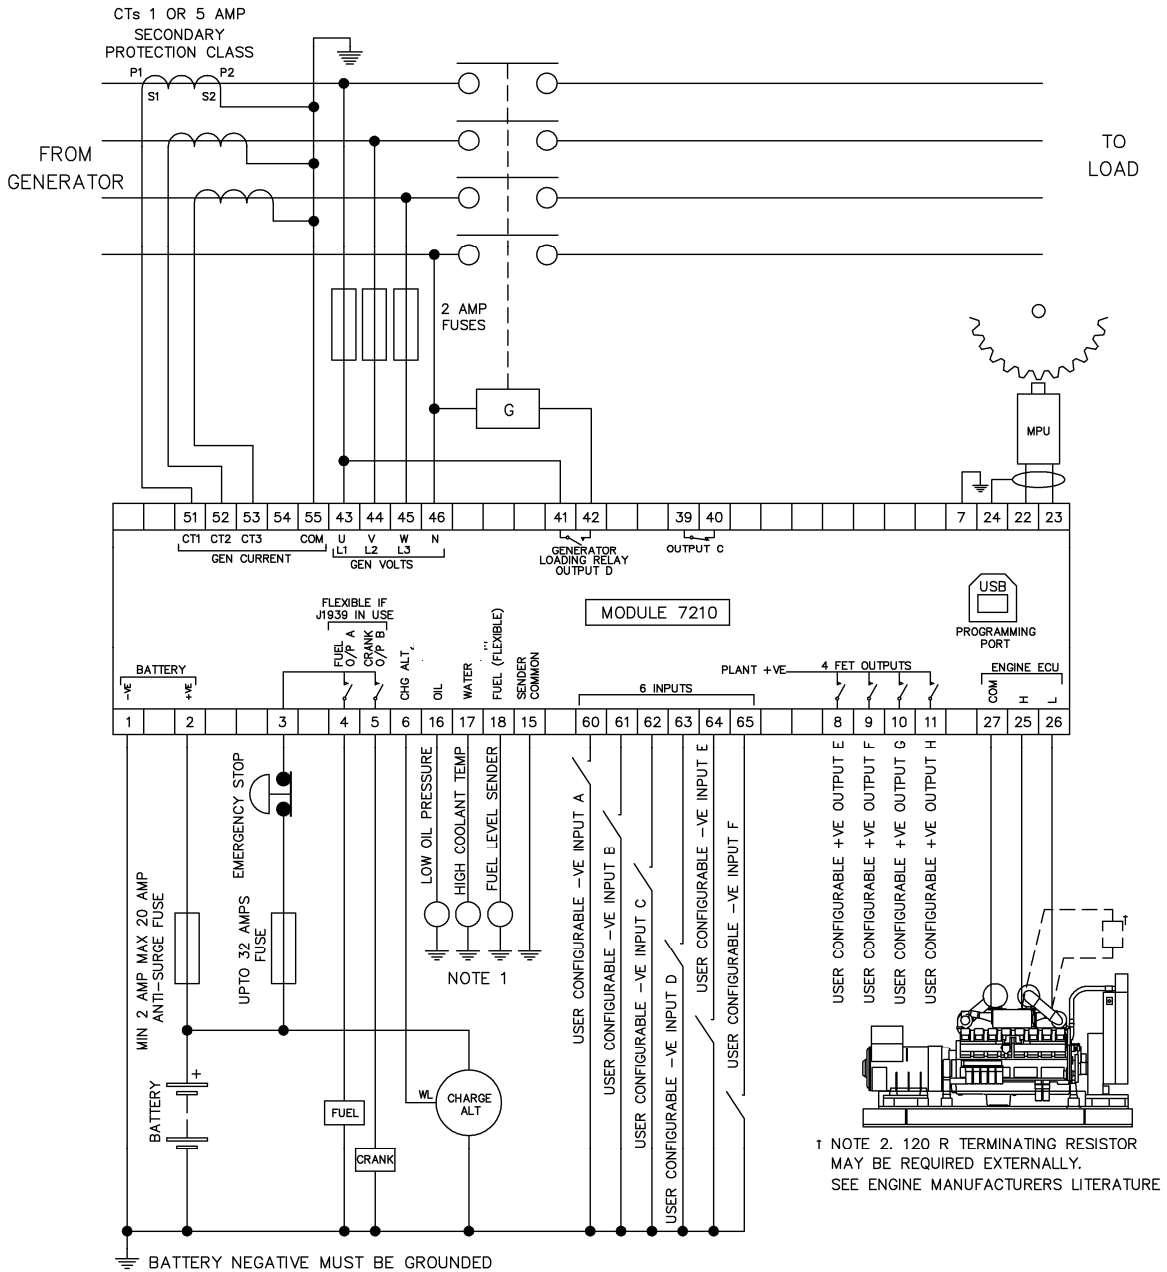 CTs 1 OR 5 AMP
SECONDARY
PROTECTION CLASS
P1
P2
S1
S2
FROM
GENERATOR
TO
LOAD
2 AMP
FUSES
G
MPU
51
52
53
54
55
43
44
45
46
41
42
39
40
7
24
22
23
CT1
CT2
CT3
COM
GEN CURRENT
U
V
W
N
L1
L2
L3
GEN VOLTS
GENERATOR
LOADING RELAY
OUTPUT D
OUTPUT C
USB
PROGRAMMING
PORT
MODULE 7210
FLEXIBLE IF
J1939 IN USE
BATTERY
-VE
+VE
FUEL
O/P A
CRANK
O/P B
CHG ALT
OIL
WATER
FUEL (FLEXIBLE)
SENDER
COMMON
6 INPUTS
PLANT +VE
4 FET OUTPUTS
ENGINE ECU
COM
H
L
1
2
3
4
5
6
16
17
18
15
60
61
62
63
64
65
8
9
10
11
27
25
26
MIN 2 AMP MAX 20 AMP
ANTI-SURGE FUSE
EMERGENCY STOP
UPTO 32 AMPS
FUSE
LOW OIL PRESSURE
HIGH COOLANT TEMP
FUEL LEVEL SENDER
NOTE 1
USER CONFIGURABLE -VE INPUT A
USER CONFIGURABLE -VE INPUT B
USER CONFIGURABLE -VE INPUT C
USER CONFIGURABLE -VE INPUT D
USER CONFIGURABLE -VE INPUT E
USER CONFIGURABLE -VE INPUT F
USER CONFIGURABLE +VE OUTPUT E
USER CONFIGURABLE +VE OUTPUT F
USER CONFIGURABLE +VE OUTPUT G
USER CONFIGURABLE +VE OUTPUT H
†
BATTERY
+
FUEL
CRANK
WL
CHARGE
ALT
† NOTE 2. 120 R TERMINATING RESISTOR
MAY BE REQUIRED EXTERNALLY.
SEE ENGINE MANUFACTURERS LITERATURE
BATTERY NEGATIVE MUST BE GROUNDED